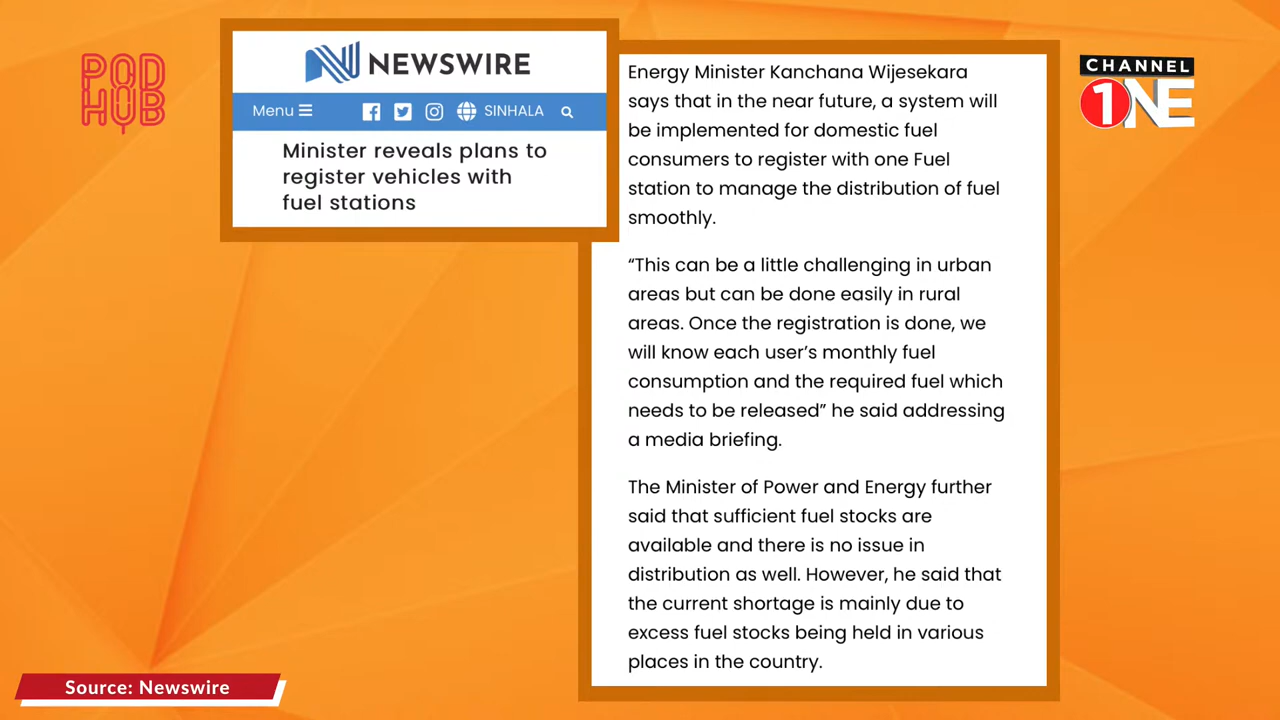 POD
HUB
NEWSWIRE
Menu
SINHALA
Minister reveals plans to
register vehicles with
fuel stations
Energy Minister Kanchana Wijesekara
says that in the near future, a system will
be implemented for domestic fuel
consumers to register with one Fuel
station to manage the distribution of fuel
smoothly.
“This can be a little challenging in urban
areas but can be done easily in rural
areas. Once the registration is done, we
will know each user’s monthly fuel
consumption and the required fuel which
needs to be released” he said addressing
a media briefing.
The Minister of Power and Energy further
said that sufficient fuel stocks are
available and there is no issue in
distribution as well. However, he said that
the current shortage is mainly due to
excess fuel stocks being held in various
places in the country.
CHANNEL
1NE
Source: Newswire